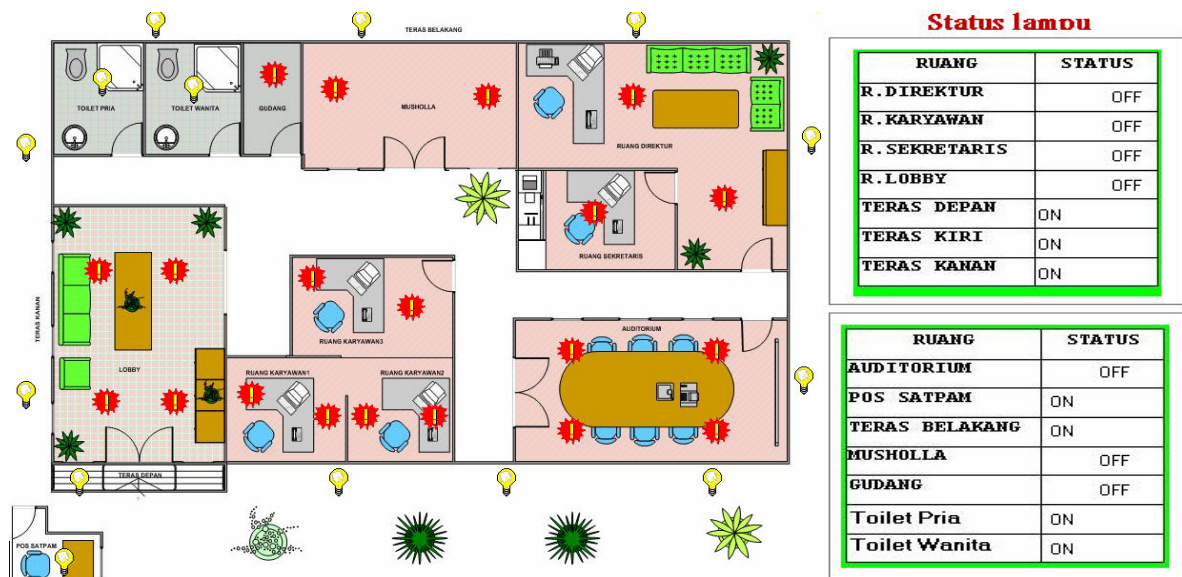 TERAS BELAKANG
Status lampu
TOILET PRIA
TOILET WANITA
GUDANG
MUSHOLLA
RUANG DIREKTUR
RUANG SEKRETARIS
TERAS KANAN
LOBBY
RUANG KARYAWAN3
RUANG KARYAWAN1
RUANG KARYAWAN2
AUDITORIUM
TERAS DEPAN
POS SATPAM
RUANG STATUS
R.DIREKTUR OFF
R.KARYAWAN OFF
R.SEKRETARIS OFF
R.LOBBY OFF
TERAS DEPAN ON
TERAS KIRI ON
TERAS KANAN ON
RUANG STATUS
AUDITORIUM OFF
POS SATPAM ON
TERAS BELAKANG ON
MUSHOLLA OFF
GUDANG OFF
Toilet Pria ON
Toilet Wanita ON